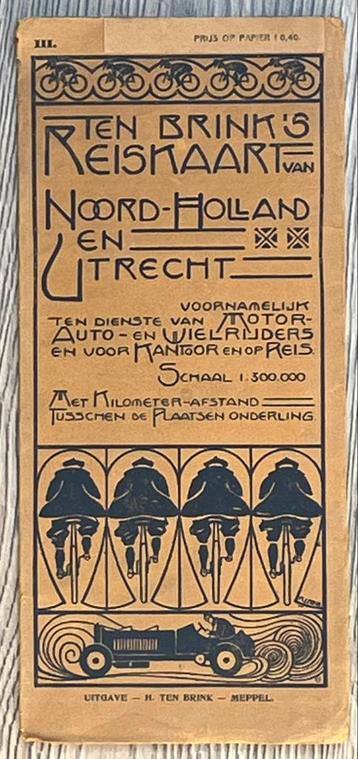 III.
PRIJS OP PAPIER f 0,40.
TEN BRINK'S
REISKAART VAN
NOORD-HOLLAND
EN
UTRECHT
VOORNAMELIJK
TEN DIENSTE VAN MOTOR-
AUTO- EN WIELRIJDERS
EN VOOR KANTOOR EN OP REIS.
SCHAAL 1:300.000
MET KILOMETER-AFSTAND
TUSSCHEN DE PLAATSEN ONDERLING.
UITGAVE — H. TEN BRINK — MEPPEL.